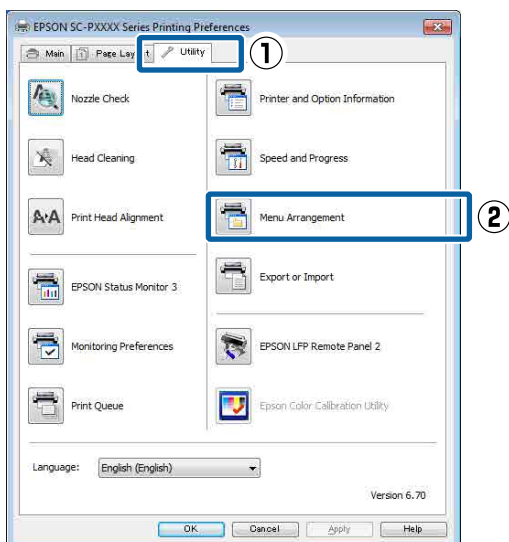 EPSON SC-PXXXX Series Printing Preferences
Main Page Lay t Utility ①
Nozzle Check
Printer and Option Information
Head Cleaning
Speed and Progress
A·A Print Head Alignment
Menu Arrangement ②
EPSON Status Monitor 3
Export or Import
Monitoring Preferences
EPSON LFP Remote Panel 2
Print Queue
Epson Color Calibration Utility
Language: English (English)
Version 6.70
OK Cancel Apply Help